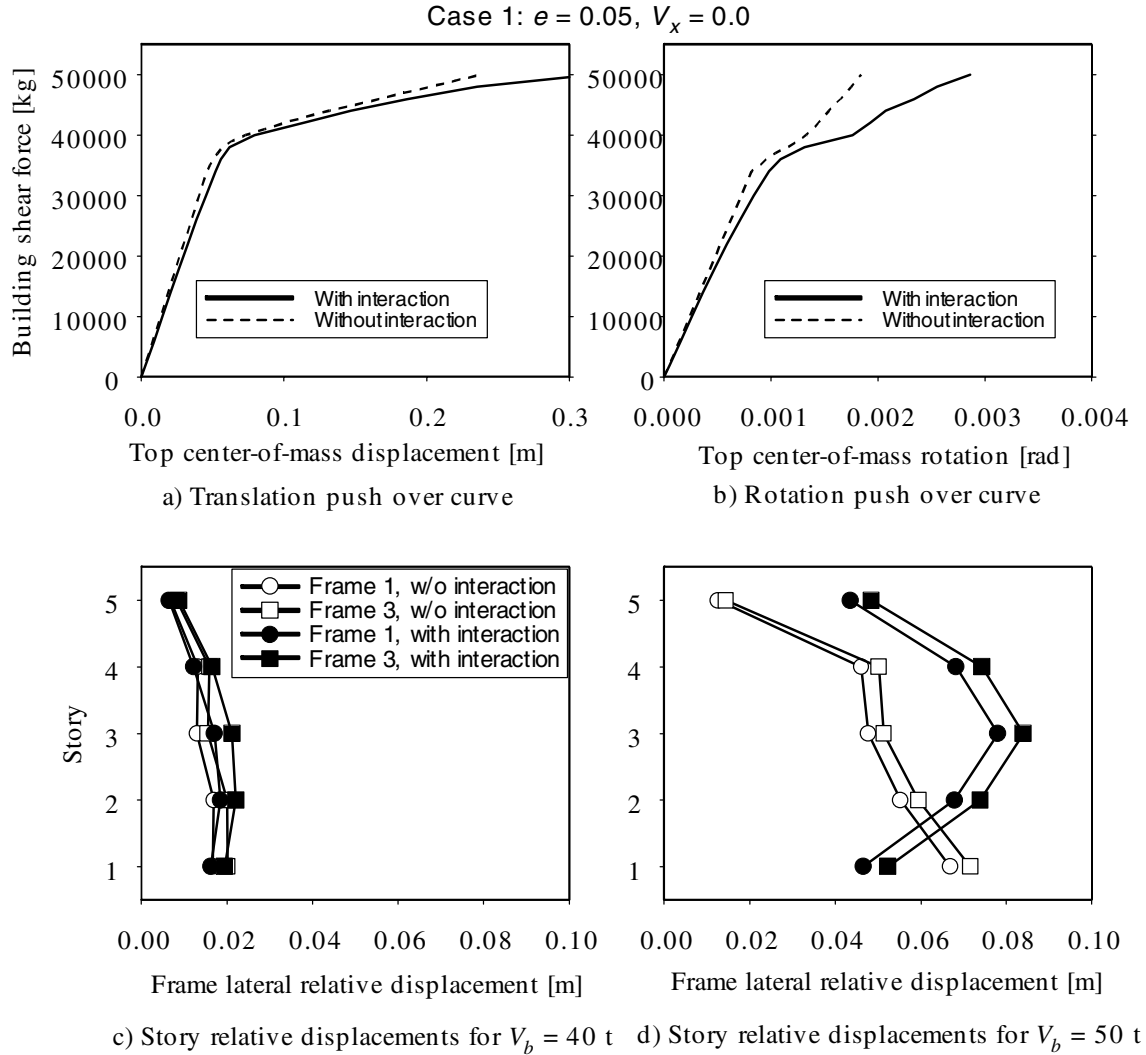 Case 1: e = 0.05, Vx = 0.0
Building shear force [kg]
50000
40000
30000
20000
10000
0
With interaction
Without interaction
0.0 0.1 0.2 0.3
Top center-of-mass displacement [m]
a) Translation push over curve
50000
40000
30000
20000
10000
0
With interaction
Without interaction
0.000 0.001 0.002 0.003 0.004
Top center-of-mass rotation [rad]
b) Rotation push over curve
Story
5
4
3
2
1
Frame 1, w/o interaction
Frame 3, w/o interaction
Frame 1, with interaction
Frame 3, with interaction
0.00 0.02 0.04 0.06 0.08 0.10
Frame lateral relative displacement [m]
c) Story relative displacements for Vb = 40 t
5
4
3
2
1
0.00 0.02 0.04 0.06 0.08 0.10
Frame lateral relative displacement [m]
d) Story relative displacements for Vb = 50 t